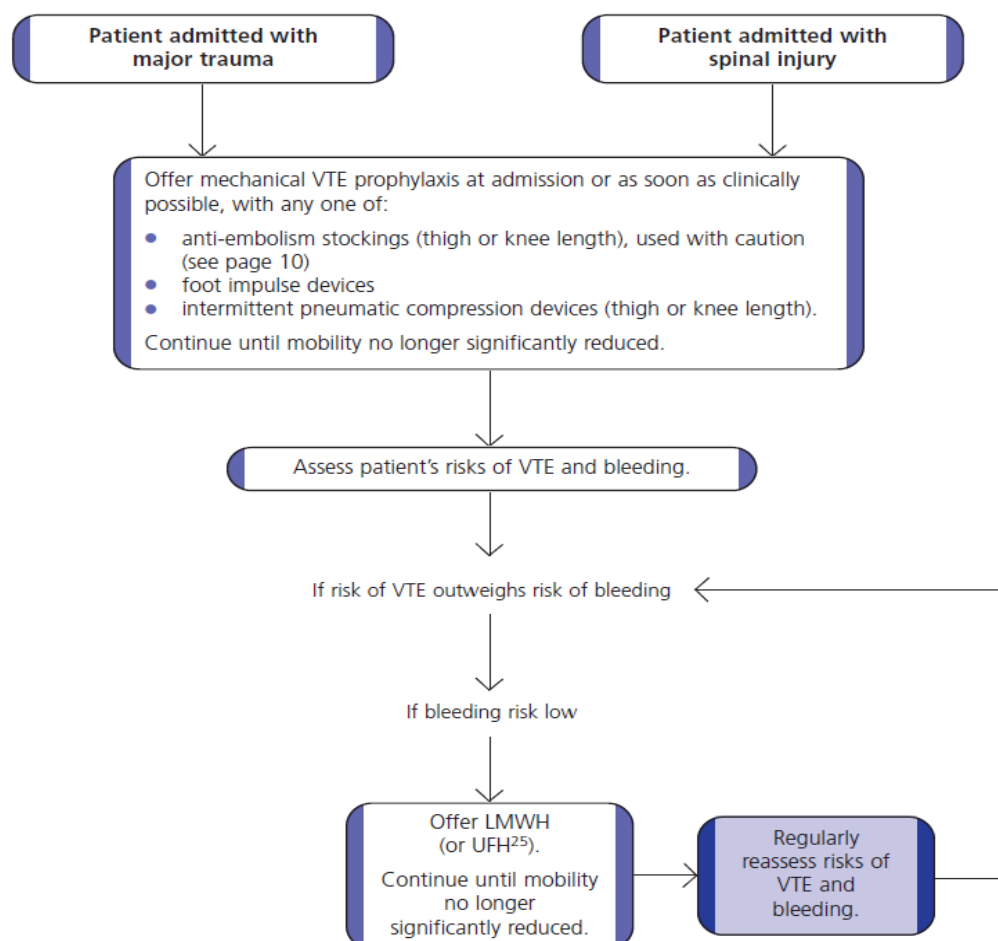 Patient admitted with
major trauma
Patient admitted with
spinal injury
Offer mechanical VTE prophylaxis at admission or as soon as clinically
possible, with any one of:
● anti-embolism stockings (thigh or knee length), used with caution
(see page 10)
● foot impulse devices
● intermittent pneumatic compression devices (thigh or knee length).
Continue until mobility no longer significantly reduced.
Assess patient’s risks of VTE and bleeding.
If risk of VTE outweighs risk of bleeding
If bleeding risk low
Offer LMWH
(or UFH²⁵).
Continue until mobility
no longer
significantly reduced.
Regularly
reassess risks of
VTE and
bleeding.